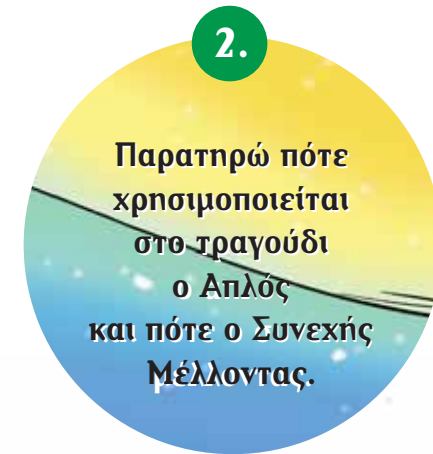 2.
Παρατηρώ πότε
χρησιμοποιείται
στο τραγούδι
ο Απλός
και πότε ο Συνεχής
Μέλλοντας.